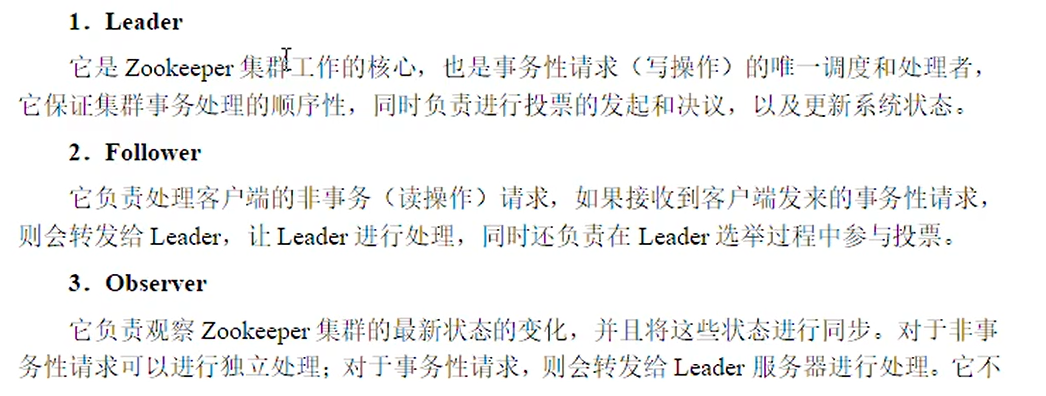 1．Leader
它是 Zookeeper 集群工作的核心，也是事务性请求（写操作）的唯一调度和处理者，
它保证集群事务处理的顺序性，同时负责进行投票的发起和决议，以及更新系统状态。
2．Follower
它负责处理客户端的非事务（读操作）请求，如果接收到客户端发来的事务性请求，
则会转发给 Leader，让 Leader 进行处理，同时还负责在 Leader 选举过程中参与投票。
3．Observer
它负责观察 Zookeeper 集群的最新状态的变化，并且将这些状态进行同步。对于非事
务性请求可以进行独立处理；对于事务性请求，则会转发给 Leader 服务器进行处理。它不